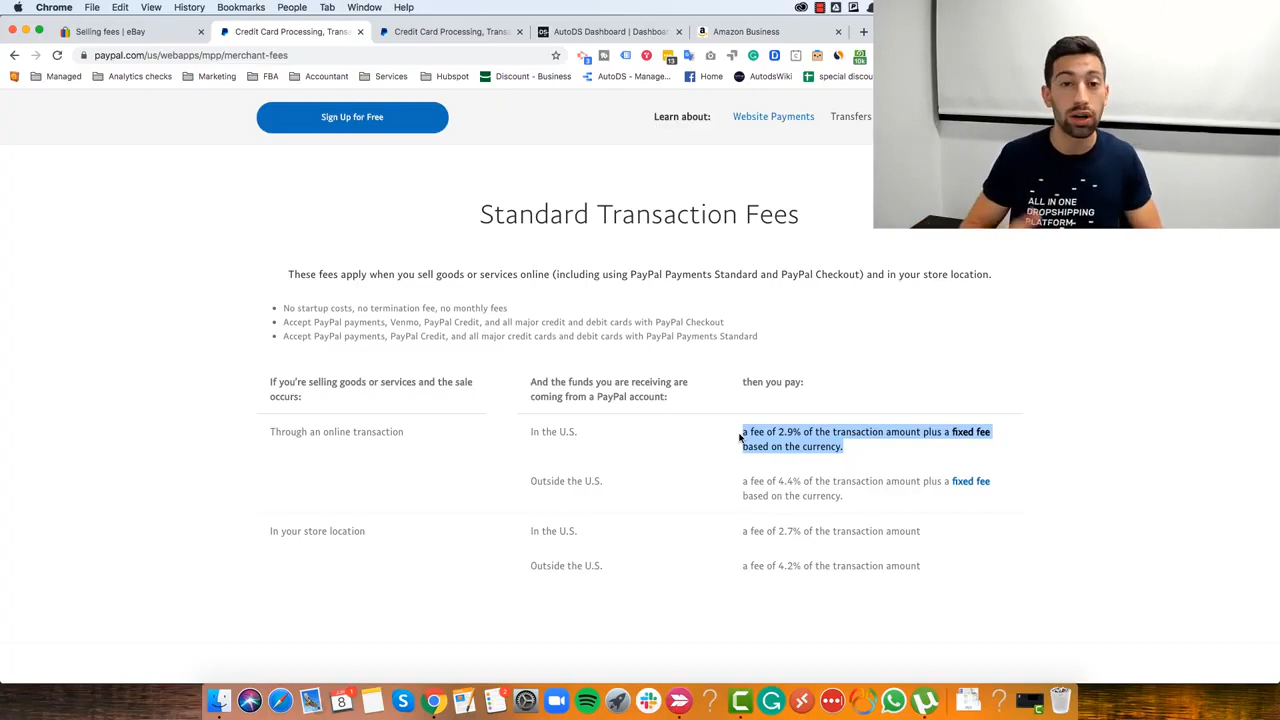 Chrome File Edit View History Bookmarks People Tab Window Help
Selling fees | eBay
Credit Card Processing, Trans
Credit Card Processing, Trans
AutoDS Dashboard | Dashboa
Amazon Business
paypal.com/us/webapps/mpp/merchant-fees
Managed Analytics checks Marketing FBA Accountant Services Hubspot Discount - Business AutoDS - Manage... Home AutodsWiki special discou
Sign Up for Free
Learn about: Website Payments Transfers
ALL IN ONE
DROPSHIPPING
PLATFORM
Standard Transaction Fees
These fees apply when you sell goods or services online (including using PayPal Payments Standard and PayPal Checkout) and in your store location.
• No startup costs, no termination fee, no monthly fees
• Accept PayPal payments, Venmo, PayPal Credit, and all major credit and debit cards with PayPal Checkout
• Accept PayPal payments, PayPal Credit, and all major credit cards and debit cards with PayPal Payments Standard
If you're selling goods or services and the sale
occurs:
And the funds you are receiving are
coming from a PayPal account:
then you pay:
Through an online transaction
In the U.S.
a fee of 2.9% of the transaction amount plus a fixed fee
based on the currency.
Outside the U.S.
a fee of 4.4% of the transaction amount plus a fixed fee
based on the currency.
In your store location
In the U.S.
a fee of 2.7% of the transaction amount
Outside the U.S.
a fee of 4.2% of the transaction amount